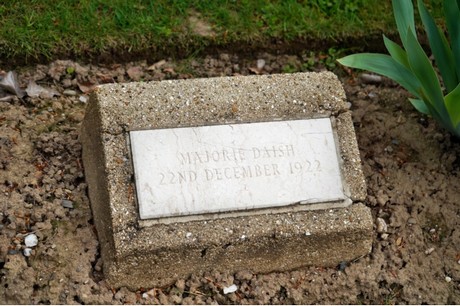 MAJORIE DAISH
22ND DECEMBER 1922